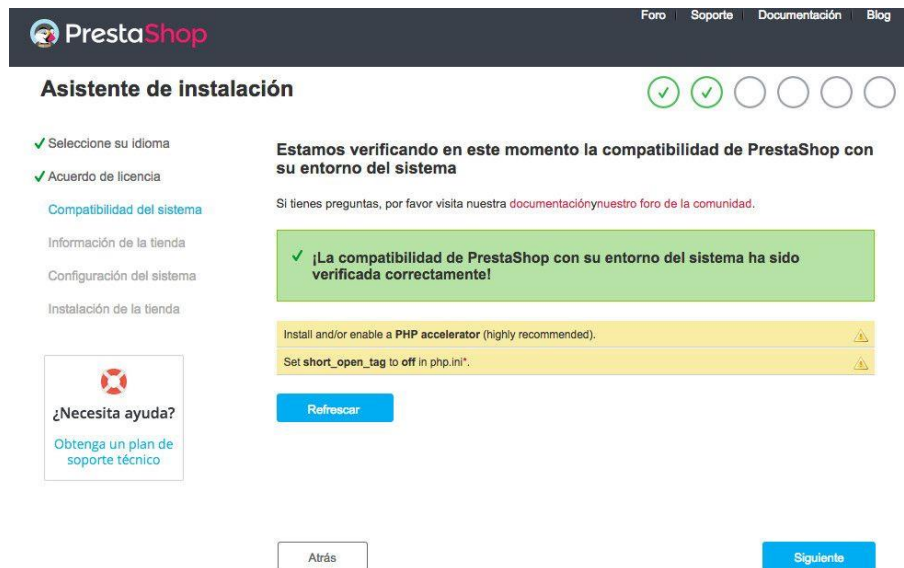 Foro Soporte Documentación Blog
PrestaShop
Asistente de instalación
Seleccione su idioma
Acuerdo de licencia
Compatibilidad del sistema
Información de la tienda
Configuración del sistema
Instalación de la tienda
¿Necesita ayuda?
Obtenga un plan de
soporte técnico
Estamos verificando en este momento la compatibilidad de PrestaShop con
su entorno del sistema
Si tienes preguntas, por favor visita nuestra documentaciónynuestro foro de la comunidad.
¡La compatibilidad de PrestaShop con su entorno del sistema ha sido
verificada correctamente!
Install and/or enable a PHP accelerator (highly recommended).
Set short_open_tag to off in php.ini*.
Refrescar
Atrás
Siguiente